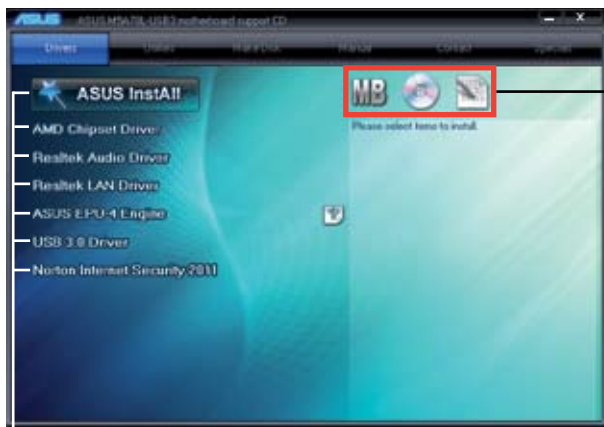 ASUS ASUS M5A78L-USB3 motherboard support CD
Drivers Utilities Make Disk Manual Contact Special
ASUS InstAll
MB
AMD Chipset Driver
Please select items to install.
Realtek Audio Driver
Realtek LAN Driver
ASUS EPU-4 Engine
USB 3.0 Driver
Norton Internet Security 2011